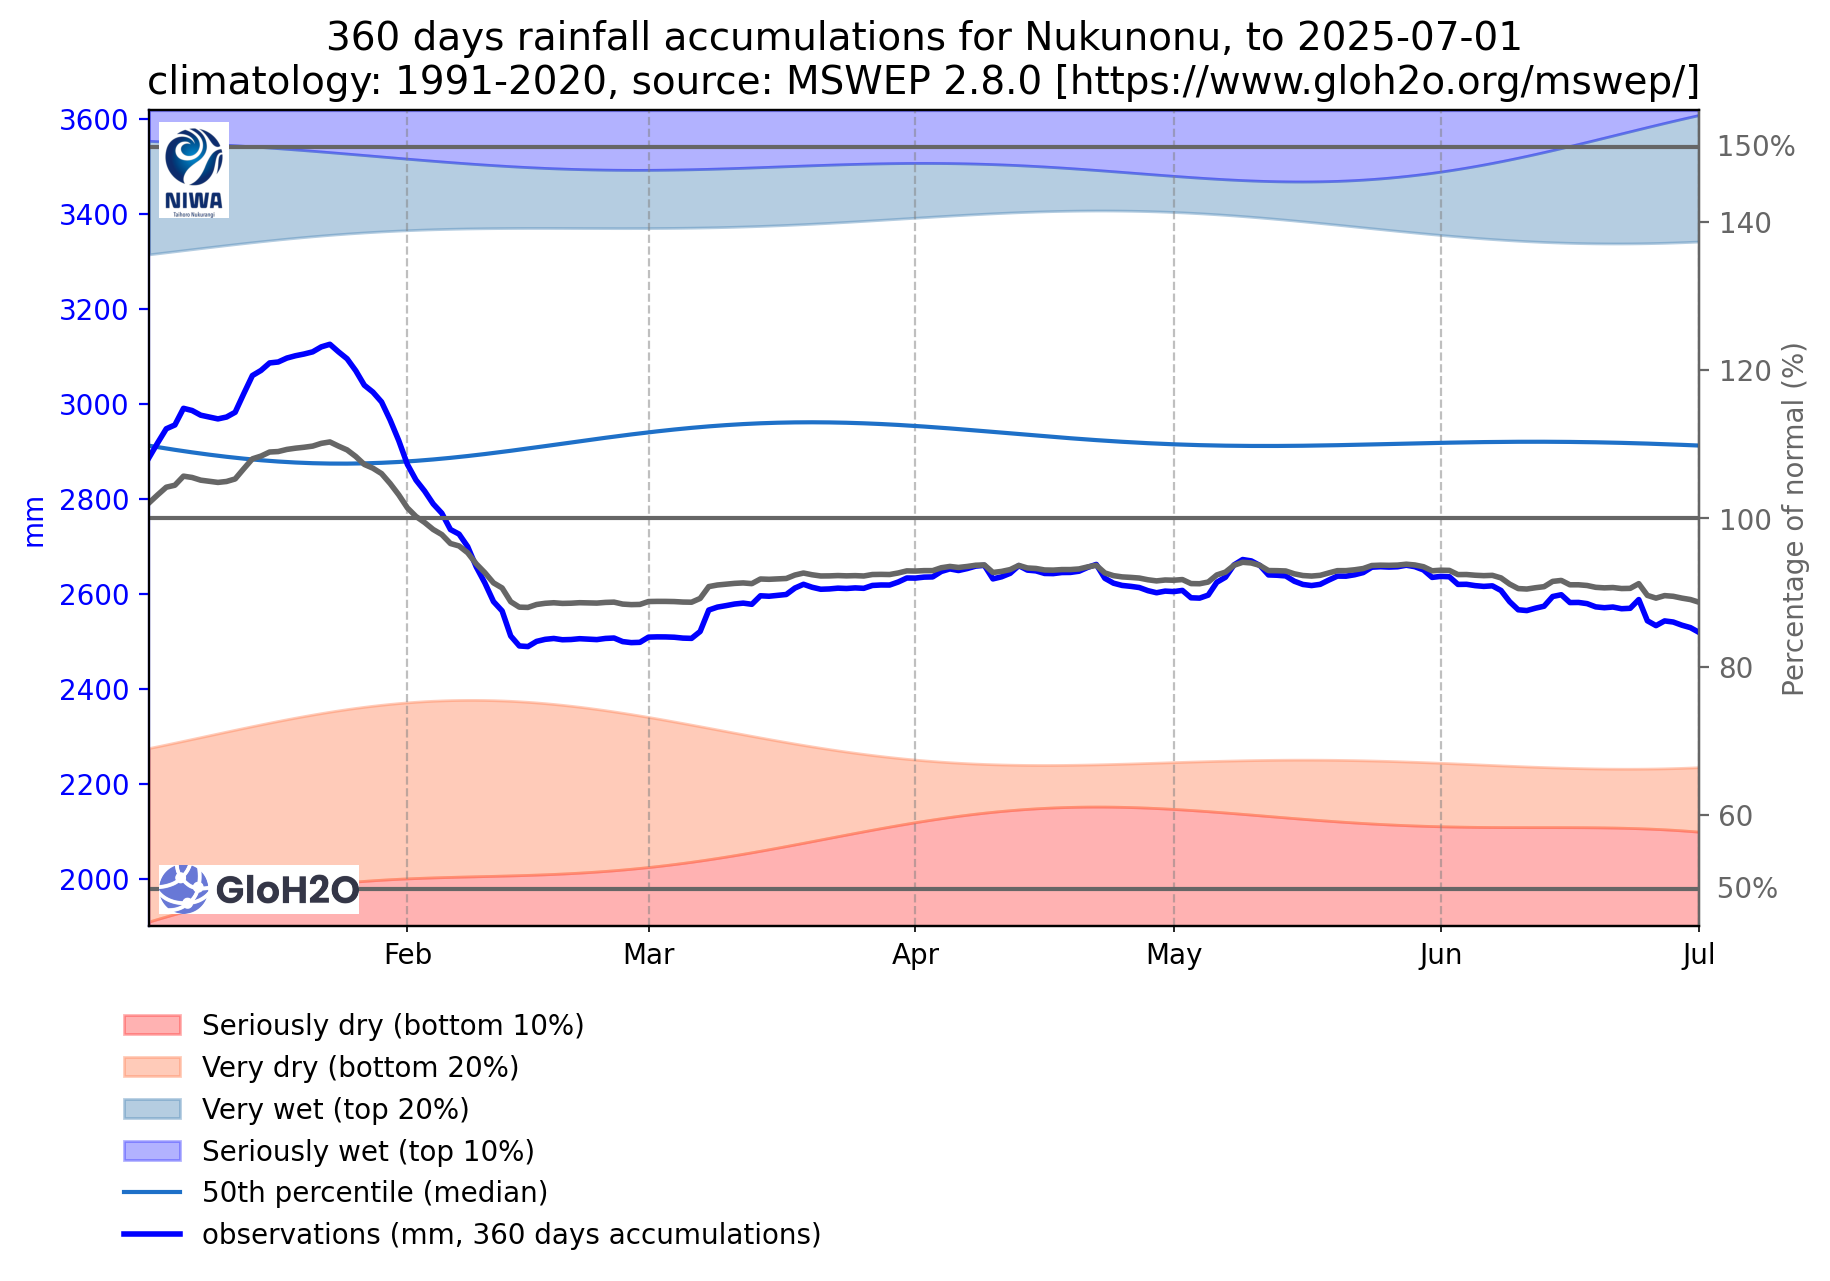 360 days rainfall accumulations for Nukunonu, to 2025-07-01
climatology: 1991-2020, source: MSWEP 2.8.0 [https://www.gloh2o.org/mswep/]
3600
3400
3200
3000
2800
2600
2400
2200
2000
mm
NIWA
Taihoro Nukurangi
GloH2O
150%
140
120
100
80
60
50%
Percentage of normal (%)
Feb
Mar
Apr
May
Jun
Jul
Seriously dry (bottom 10%)
Very dry (bottom 20%)
Very wet (top 20%)
Seriously wet (top 10%)
50th percentile (median)
observations (mm, 360 days accumulations)